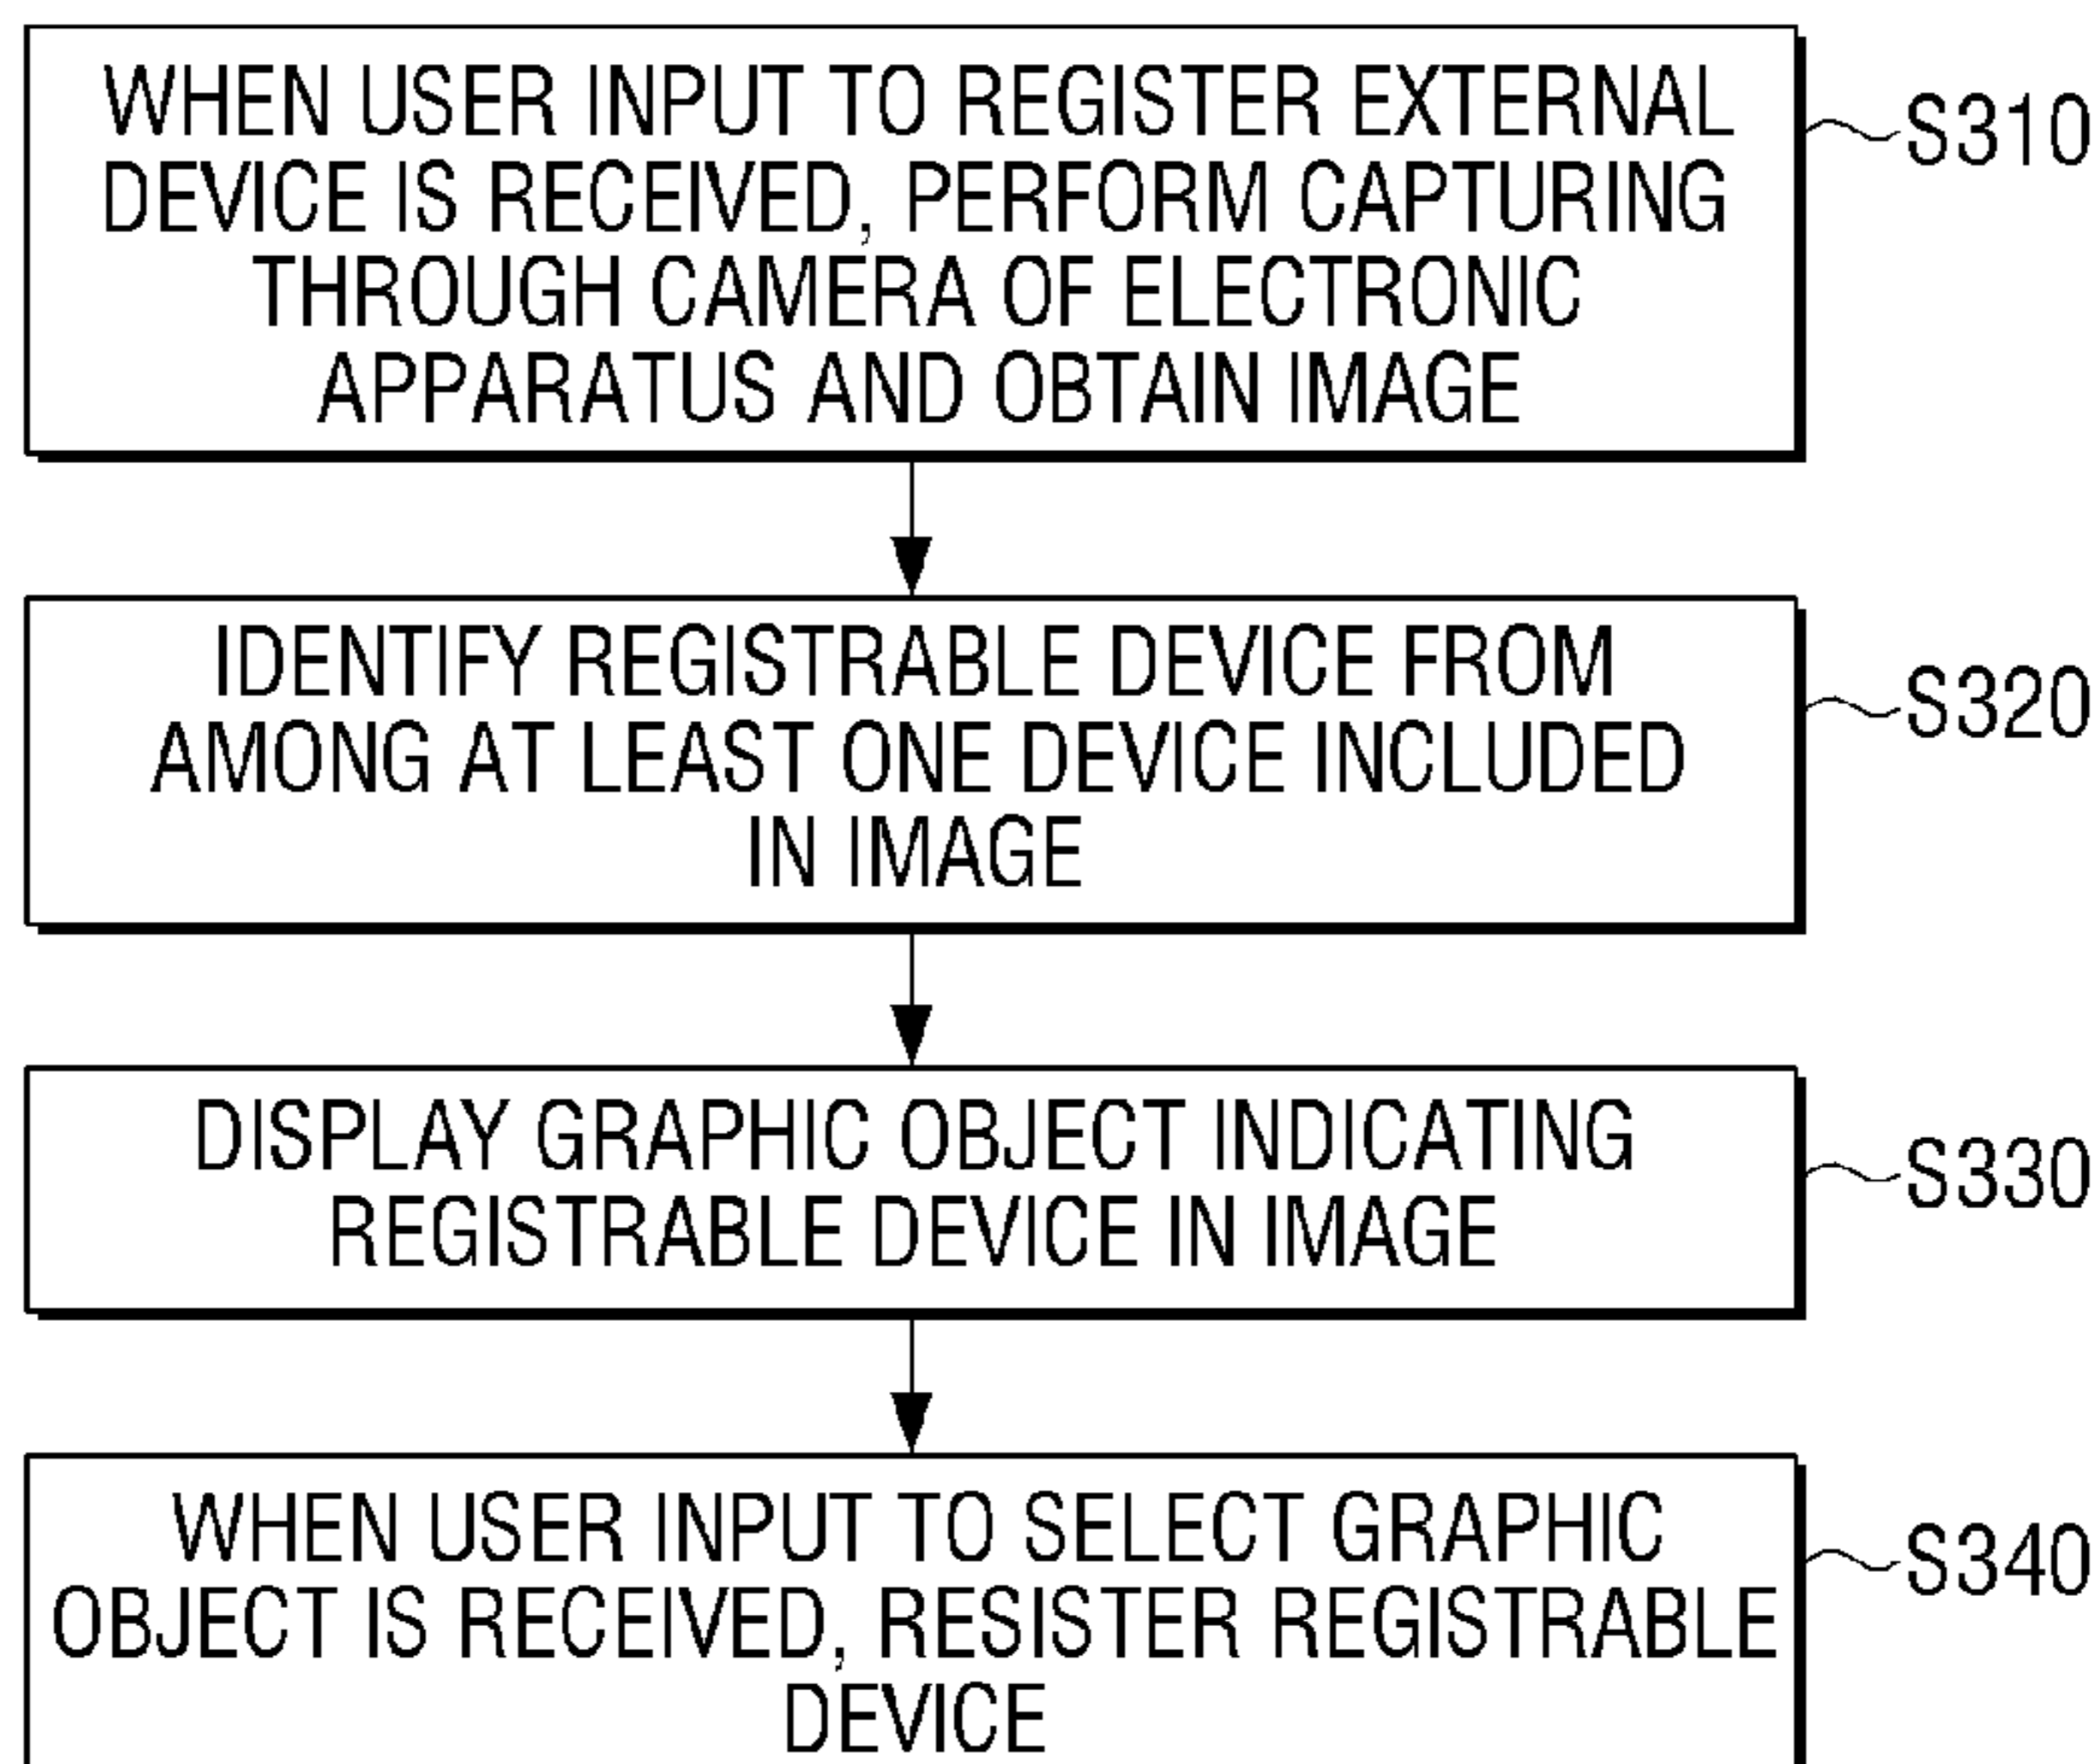 WHEN USER INPUT TO REGISTER EXTERNAL
DEVICE IS RECEIVED, PERFORM CAPTURING
THROUGH CAMERA OF ELECTRONIC
APPARATUS AND OBTAIN IMAGE
S310
IDENTIFY REGISTRABLE DEVICE FROM
AMONG AT LEAST ONE DEVICE INCLUDED
IN IMAGE
S320
DISPLAY GRAPHIC OBJECT INDICATING
REGISTRABLE DEVICE IN IMAGE
S330
WHEN USER INPUT TO SELECT GRAPHIC
OBJECT IS RECEIVED, RESISTER REGISTRABLE
DEVICE
S340